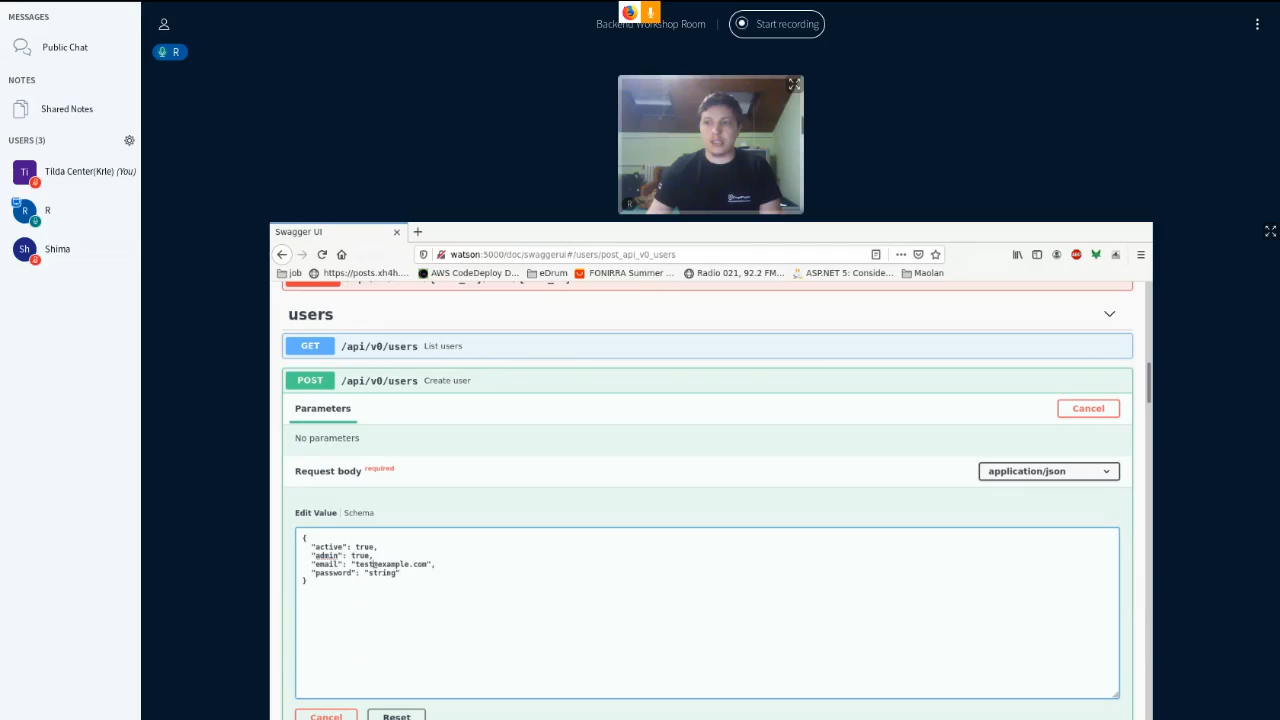 MESSAGES
Public Chat
NOTES
Shared Notes
USERS (3)
Ti
Tilda Center(Krle) (You)
R
R
Sh
Shima
Backend Workshop Room
Start recording
R
R
Swagger UI
watson:5000/doc/swaggerui#/users/post_api_v0_users
job
https://posts.xh4h....
AWS CodeDeploy D...
eDrum
FONIRRA Summer ...
Radio 021, 92.2 FM...
ASP.NET 5: Conside...
Maolan
users
GET /api/v0/users List users
POST /api/v0/users Create user
Parameters
Cancel
No parameters
Request body required
application/json
Edit Value | Schema
{
"active": true,
"admin": true,
"email": "test@example.com",
"password": "string"
}
Cancel
Reset